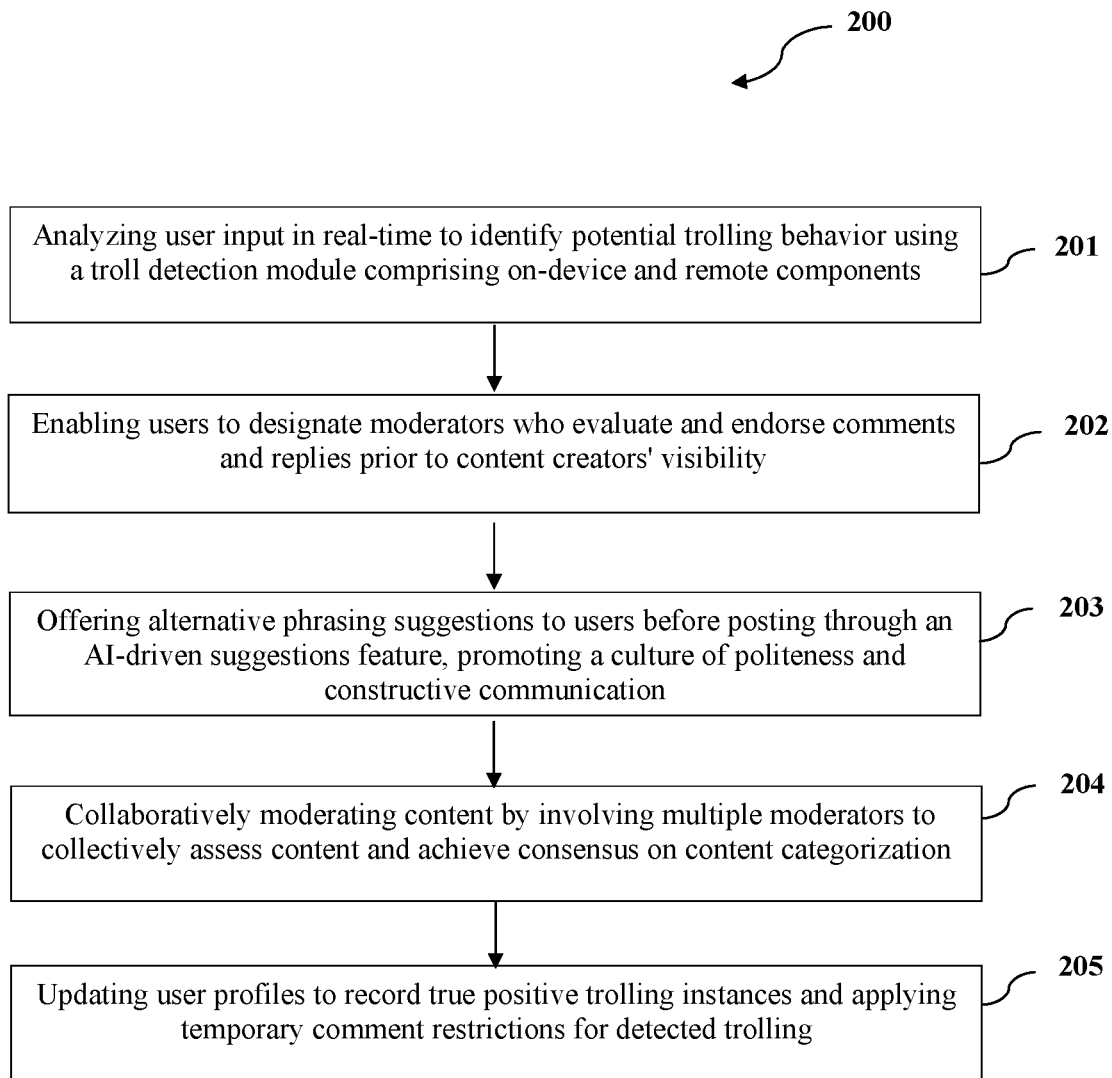 200
Analyzing user input in real-time to identify potential trolling behavior using
a troll detection module comprising on-device and remote components
201
Enabling users to designate moderators who evaluate and endorse comments
and replies prior to content creators' visibility
202
Offering alternative phrasing suggestions to users before posting through an
AI-driven suggestions feature, promoting a culture of politeness and
constructive communication
203
Collaboratively moderating content by involving multiple moderators to
collectively assess content and achieve consensus on content categorization
204
Updating user profiles to record true positive trolling instances and applying
temporary comment restrictions for detected trolling
205